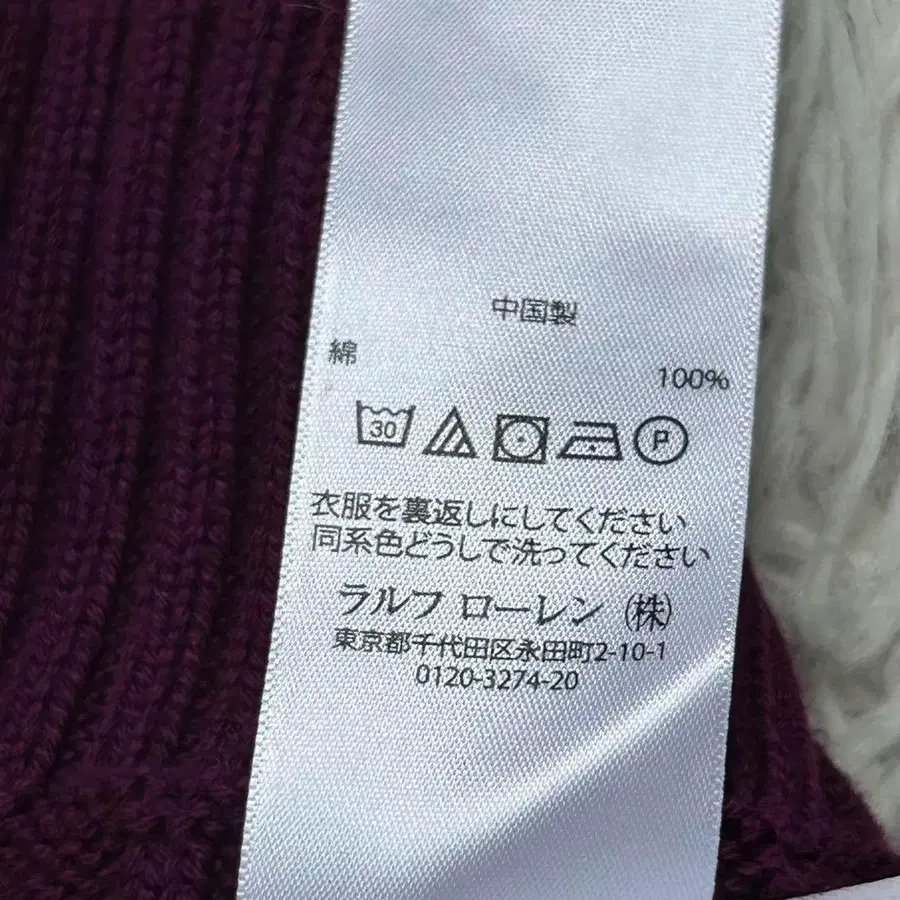 中国製
綿
100%
30 P
衣服を裏返しにしてください
同系色どうしで洗ってください
ラルフ ローレン (株)
東京都千代田区永田町2-10-1
0120-3274-20